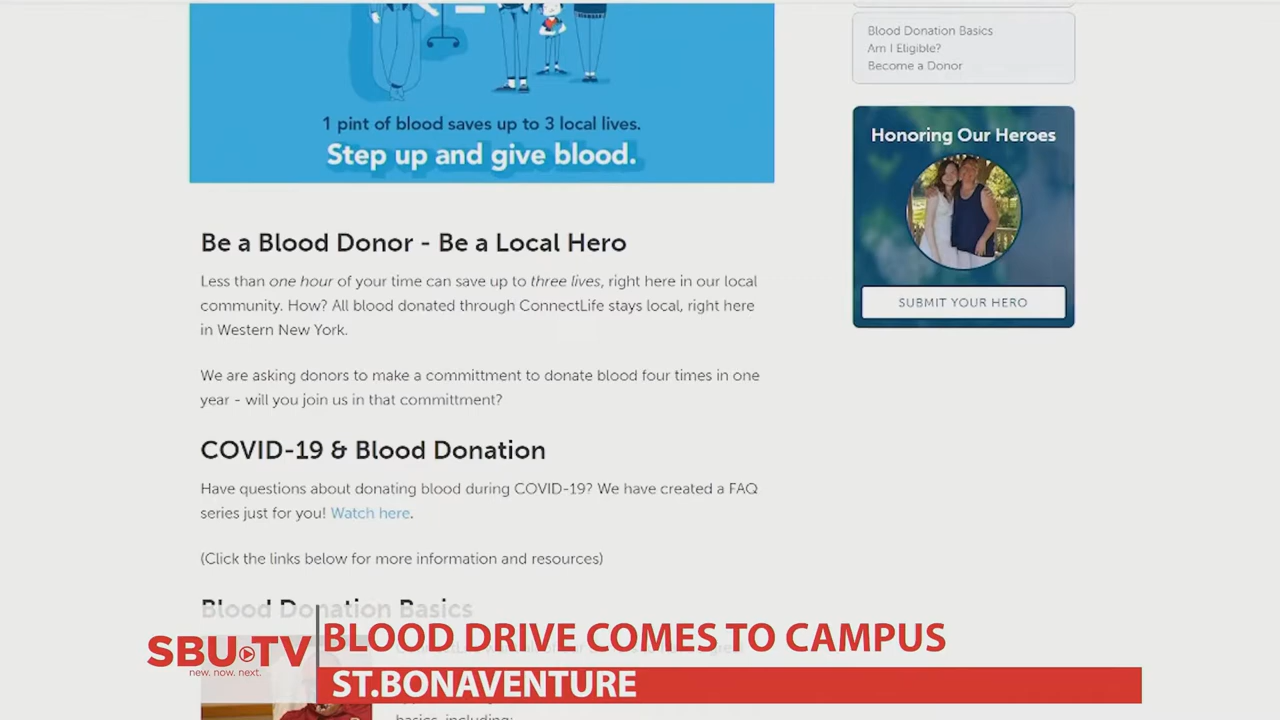 1 pint of blood saves up to 3 local lives.
Step up and give blood.
Blood Donation Basics
Am I Eligible?
Become a Donor
Honoring Our Heroes
SUBMIT YOUR HERO
Be a Blood Donor - Be a Local Hero
Less than one hour of your time can save up to three lives, right here in our local
community. How? All blood donated through ConnectLife stays local, right here
in Western New York.
We are asking donors to make a committment to donate blood four times in one
year - will you join us in that committment?
COVID-19 & Blood Donation
Have questions about donating blood during COVID-19? We have created a FAQ
series just for you! Watch here.
(Click the links below for more information and resources)
Blood Donation Basics
SBU TV
new. now. next.
BLOOD DRIVE COMES TO CAMPUS
ST.BONAVENTURE
basics, including: